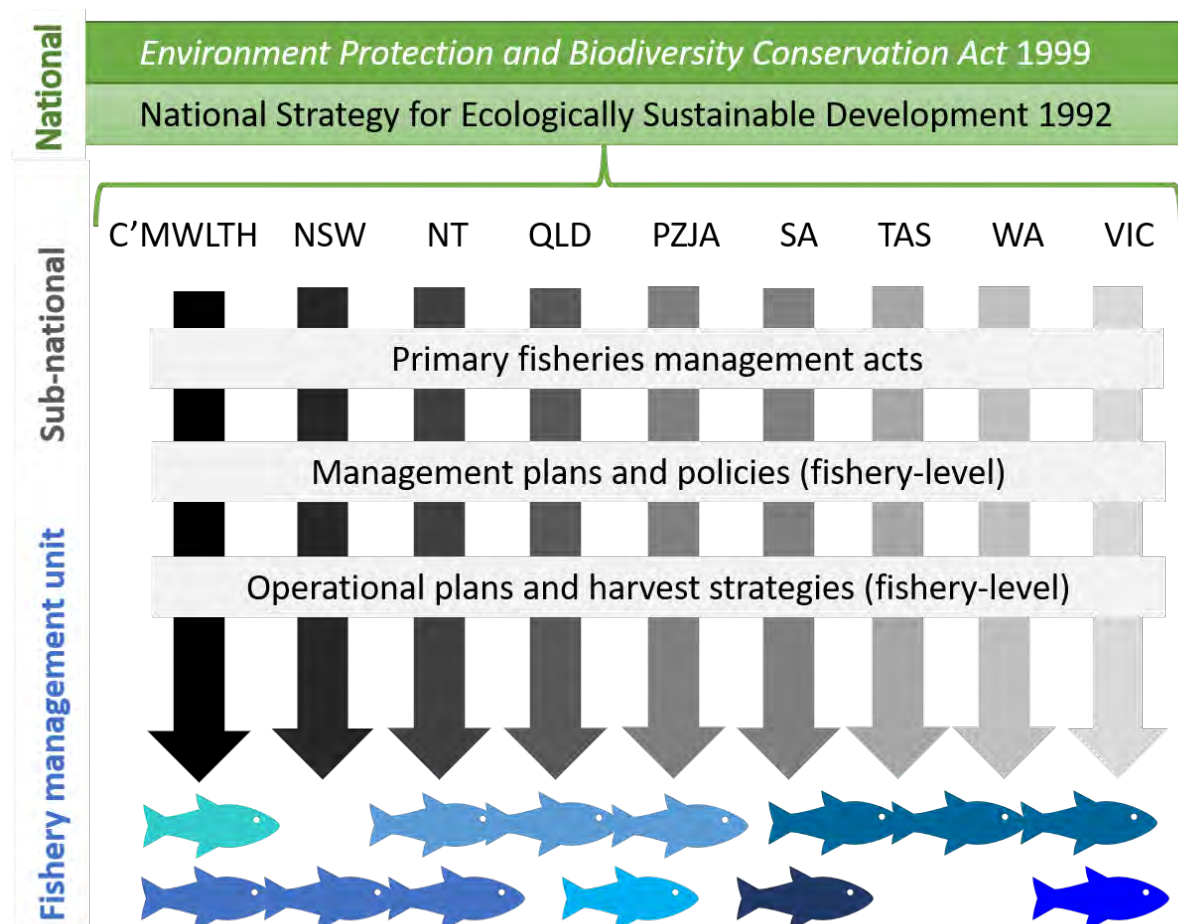 National
Environment Protection and Biodiversity Conservation Act 1999
National Strategy for Ecologically Sustainable Development 1992
Sub-national
C'MWLTH NSW NT QLD PZJA SA TAS WA VIC
Primary fisheries management acts
Management plans and policies (fishery-level)
Fishery management unit
Operational plans and harvest strategies (fishery-level)